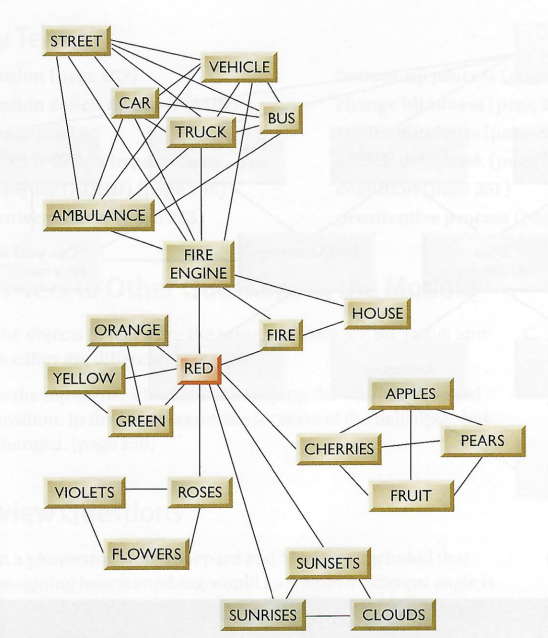 STREET
VEHICLE
CAR
BUS
TRUCK
AMBULANCE
FIRE
ENGINE
HOUSE
ORANGE
FIRE
RED
YELLOW
APPLES
GREEN
PEARS
CHERRIES
VIOLETS
ROSES
FRUIT
FLOWERS
SUNSETS
SUNRISES
CLOUDS